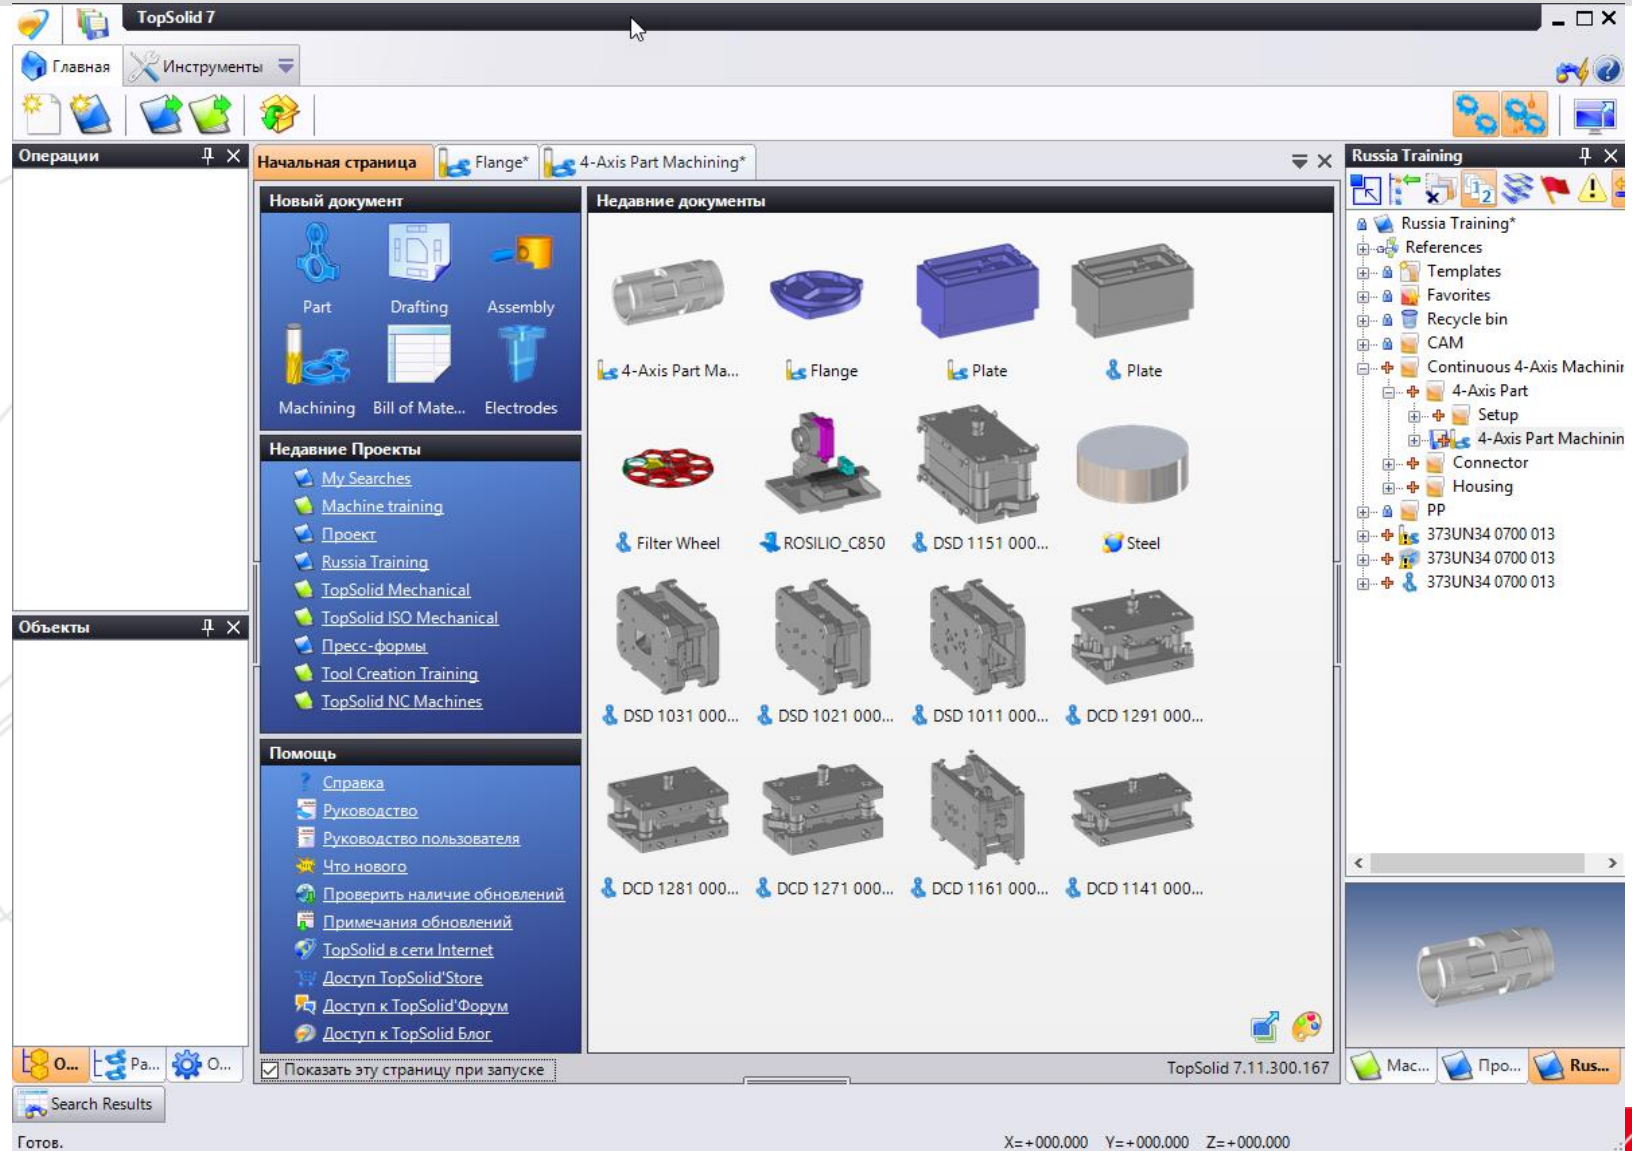 TopSolid 7
Главная
Инструменты
Операции
Начальная страница
Flange*
4-Axis Part Machining*
Russia Training
Новый документ
Part
Drafting
Assembly
Machining
Bill of Mate...
Electrodes
Недавние Проекты
My Searches
Machine training
Проект
Russia Training
TopSolid Mechanical
TopSolid ISO Mechanical
Пресс-формы
Tool Creation Training
TopSolid NC Machines
Помощь
Справка
Руководство
Руководство пользователя
Что нового
Проверить наличие обновлений
Примечания обновлений
TopSolid в сети Internet
Доступ TopSolid'Store
Доступ к TopSolid'Форум
Доступ к TopSolid Блог
Показать эту страницу при запуске
Недавние документы
4-Axis Part Ma...
Flange
Plate
Plate
Filter Wheel
ROSILIO_C850
DSD 1151 000...
Steel
DSD 1031 000...
DSD 1021 000...
DSD 1011 000...
DCD 1291 000...
DCD 1281 000...
DCD 1271 000...
DCD 1161 000...
DCD 1141 000...
TopSolid 7.11.300.167
Russia Training*
References
Templates
Favorites
Recycle bin
CAM
Continuous 4-Axis Machinin
4-Axis Part
Setup
4-Axis Part Machinin
Connector
Housing
PP
373UN34 0700 013
373UN34 0700 013
373UN34 0700 013
Объекты
О...
Ра...
О...
Мас...
Про...
Rus...
Search Results
Готов.
X=+000.000 Y=+000.000 Z=+000.000